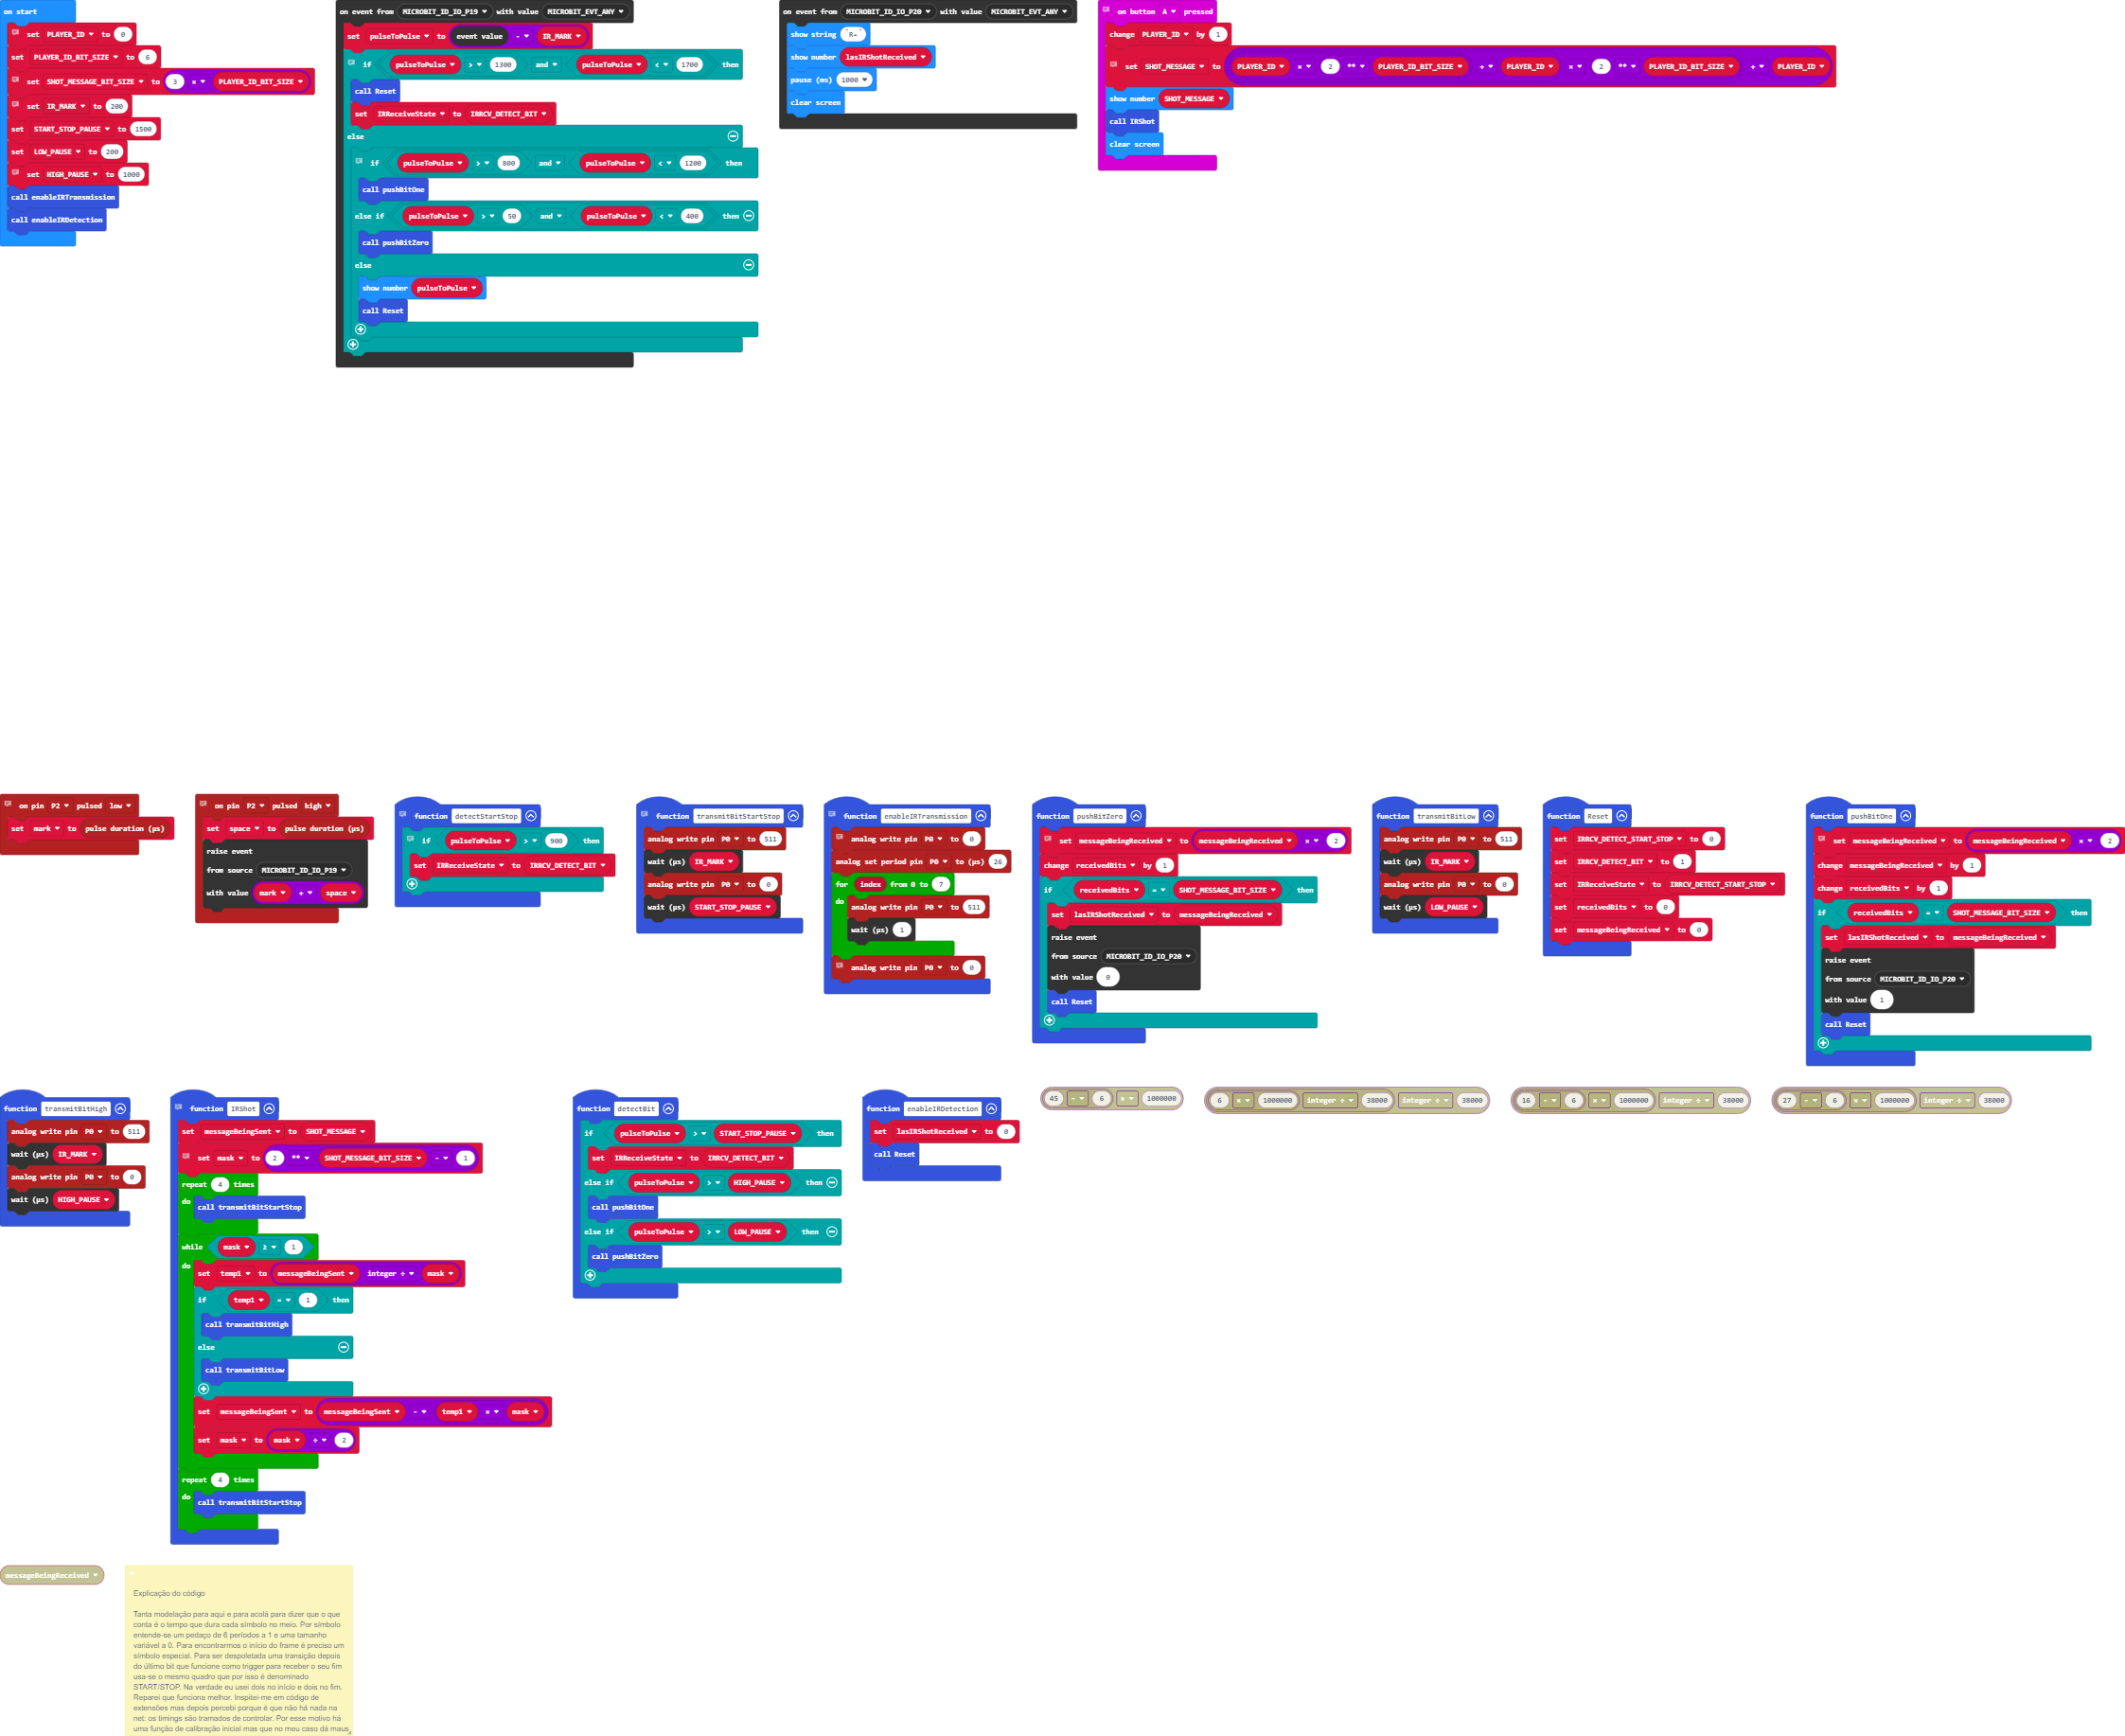 on start
set PLAYER_ID to 0
set PLAYER_ID_BIT_SIZE to 6
set SHOT_MESSAGE_BIT_SIZE to 3 × PLAYER_ID_BIT_SIZE
set IR_MARK to 200
set START_STOP_PAUSE to 1500
set LOW_PAUSE to 200
set HIGH_PAUSE to 1000
call enableIRTransmission
call enableIRDetection
on event from MICROBIT_ID_IO_P19 with value MICROBIT_EVT_ANY
set pulseToPulse to event value - IR_MARK
if pulseToPulse > 1300 and pulseToPulse < 1700 then
call Reset
set IRReceiveState to IRRCV_DETECT_BIT
else
if pulseToPulse > 800 and pulseToPulse < 1200 then
call pushBitOne
else if pulseToPulse > 50 and pulseToPulse < 400 then
call pushBitZero
else
show number pulseToPulse
call Reset
on event from MICROBIT_ID_IO_P20 with value MICROBIT_EVT_ANY
show string "R="
show number lasIRShotReceived
pause (ms) 1000
clear screen
on button A pressed
change PLAYER_ID by 1
set SHOT_MESSAGE to PLAYER_ID × 2 ** PLAYER_ID_BIT_SIZE + PLAYER_ID × 2 ** PLAYER_ID_BIT_SIZE + PLAYER_ID
show number SHOT_MESSAGE
call IRShot
clear screen
on pin P2 pulsed low
set mark to pulse duration (µs)
on pin P2 pulsed high
set space to pulse duration (µs)
raise event
from source MICROBIT_ID_IO_P19
with value mark + space
function detectStartStop
if pulseToPulse > 900 then
set IRReceiveState to IRRCV_DETECT_BIT
function transmitBitStartStop
analog write pin P0 to 511
wait (µs) IR_MARK
analog write pin P0 to 0
wait (µs) START_STOP_PAUSE
function enableIRTransmission
analog write pin P0 to 0
analog set period pin P0 to (µs) 26
for index from 0 to 7
do analog write pin P0 to 511
wait (µs) 1
analog write pin P0 to 0
function pushBitZero
set messageBeingReceived to messageBeingReceived × 2
change receivedBits by 1
if receivedBits = SHOT_MESSAGE_BIT_SIZE then
set lasIRShotReceived to messageBeingReceived
raise event
from source MICROBIT_ID_IO_P20
with value 0
call Reset
function transmitBitLow
analog write pin P0 to 511
wait (µs) IR_MARK
analog write pin P0 to 0
wait (µs) LOW_PAUSE
function Reset
set IRRCV_DETECT_START_STOP to 0
set IRRCV_DETECT_BIT to 1
set IRReceiveState to IRRCV_DETECT_START_STOP
set receivedBits to 0
set messageBeingReceived to 0
function pushBitOne
set messageBeingReceived to messageBeingReceived × 2
change messageBeingReceived by 1
change receivedBits by 1
if receivedBits = SHOT_MESSAGE_BIT_SIZE then
set lasIRShotReceived to messageBeingReceived
raise event
from source MICROBIT_ID_IO_P20
with value 1
call Reset
function transmitBitHigh
analog write pin P0 to 511
wait (µs) IR_MARK
analog write pin P0 to 0
wait (µs) HIGH_PAUSE
function IRShot
set messageBeingSent to SHOT_MESSAGE
set mask to 2 ** SHOT_MESSAGE_BIT_SIZE - 1
repeat 4 times
do call transmitBitStartStop
while mask ≥ 1
do set temp1 to messageBeingSent integer ÷ mask
if temp1 = 1 then
call transmitBitHigh
else
call transmitBitLow
set messageBeingSent to messageBeingSent - temp1 × mask
set mask to mask ÷ 2
repeat 4 times
do call transmitBitStartStop
function detectBit
if pulseToPulse > START_STOP_PAUSE then
set IRReceiveState to IRRCV_DETECT_BIT
else if pulseToPulse > HIGH_PAUSE then
call pushBitOne
else if pulseToPulse > LOW_PAUSE then
call pushBitZero
function enableIRDetection
set lasIRShotReceived to 0
call Reset
45 - 6 × 1000000
6 × 1000000 integer ÷ 38000 integer ÷ 38000
16 - 6 × 1000000 integer ÷ 38000
27 - 6 × 1000000 integer ÷ 38000
messageBeingReceived
Explicação do código
Tanta modelação para aqui e para acolá para dizer que o que
conta é o tempo que dura cada símbolo no meio. Por símbolo
entende-se um pedaço de 6 períodos a 1 e uma tamanho
variável a 0. Para encontrarmos o início do frame é preciso um
símbolo especial. Para ser despoletada uma transição depois
do último bit que funcione como trigger para receber o seu fim
usa-se o mesmo quadro que por isso é denominado
START/STOP. Na verdade eu usei dois no início e dois no fim.
Reparei que funciona melhor. Inspitei-me em código de
extensões mas depois percebi porque é que não há nada na
net: os timings são tramados de controlar. Por esse motivo há
uma função de calibração inicial mas que no meu caso dá maus